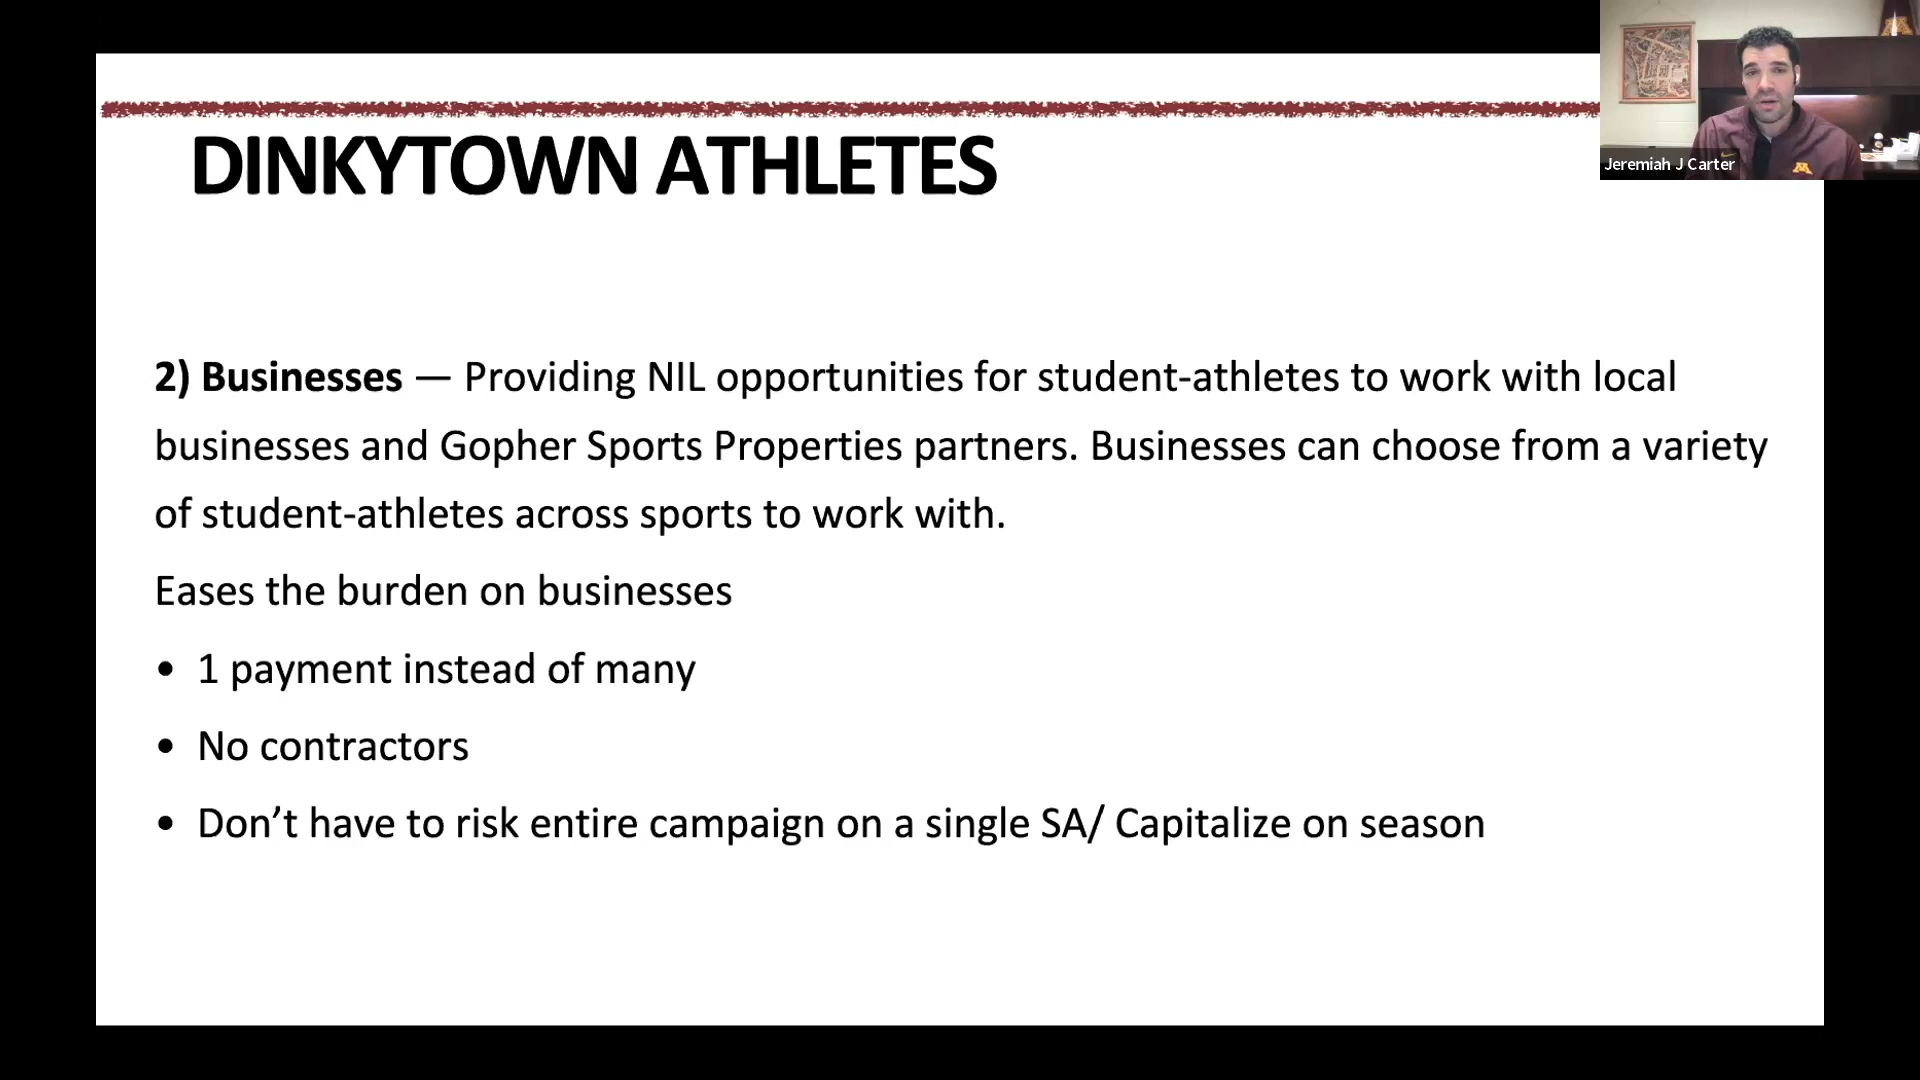 DINKYTOWN ATHLETES
Jeremiah J Carter
2) Businesses — Providing NIL opportunities for student-athletes to work with local
businesses and Gopher Sports Properties partners. Businesses can choose from a variety
of student-athletes across sports to work with.
Eases the burden on businesses
• 1 payment instead of many
• No contractors
• Don’t have to risk entire campaign on a single SA/ Capitalize on season